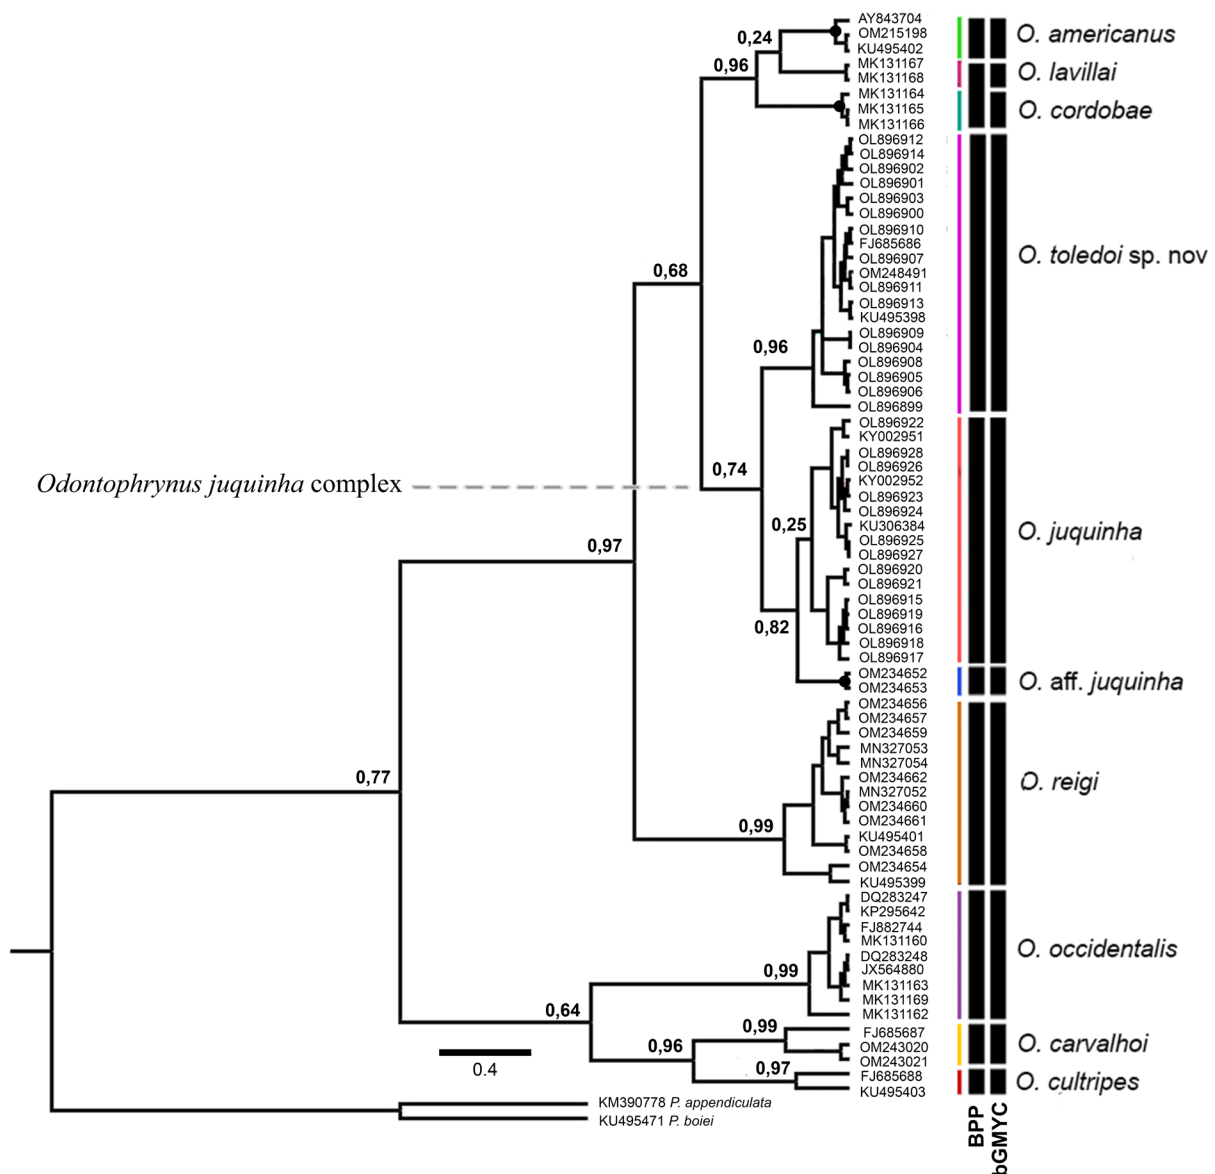 AY843704
OM215198
KU495402
O. americanus
0,24
MK131167
MK131168
O. lavillai
0,96
MK131164
MK131165
MK131166
O. cordobae
OL896912
OL896914
OL896902
OL896901
OL896903
OL896900
OL896910
FJ685686
OL896907
OM248491
OL896911
OL896913
KU495398
OL896909
OL896904
OL896908
OL896905
OL896906
OL896899
O. toledoi sp. nov
0,68
0,96
OL896922
KY002951
OL896928
OL896926
KY002952
OL896923
OL896924
KU306384
OL896925
OL896927
OL896920
OL896921
OL896915
OL896919
OL896916
OL896918
OL896917
O. juquinha
0,74
Odontophrynus juquinha complex
0,25
0,97
0,82
OM234652
OM234653
O. aff. juquinha
OM234656
OM234657
OM234659
MN327053
MN327054
OM234662
MN327052
OM234660
OM234661
KU495401
OM234658
OM234654
KU495399
O. reigi
0,77
0,99
DQ283247
KP295642
FJ882744
MK131160
DQ283248
JX564880
MK131163
MK131169
MK131162
O. occidentalis
0,99
0,64
FJ685687
OM243020
OM243021
O. carvalhoi
0,99
0,96
0,97
FJ685688
KU495403
O. cultripes
0.4
KM390778 P. appendiculata
KU495471 P. boiei
BPP
bGMYC